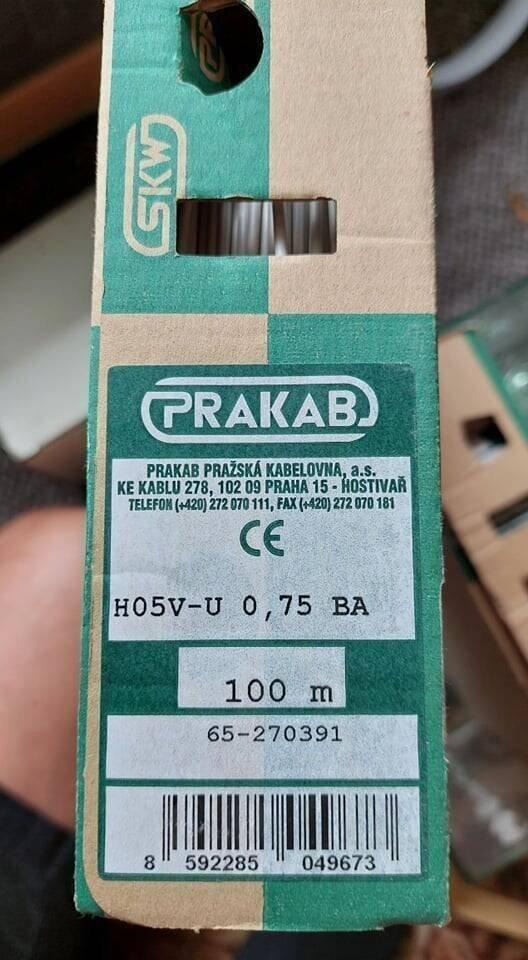 SKW
PRAKAB
PRAKAB PRAŽSKÁ KABELOVNA, a.s.
KE KABLU 278, 102 09 PRAHA 15 - HOSTIVAŘ
TELEFON (+420) 272 070 111, FAX (+420) 272 070 181
CE
H05V-U 0,75 BA
100 m
65-270391
8 592285 049673